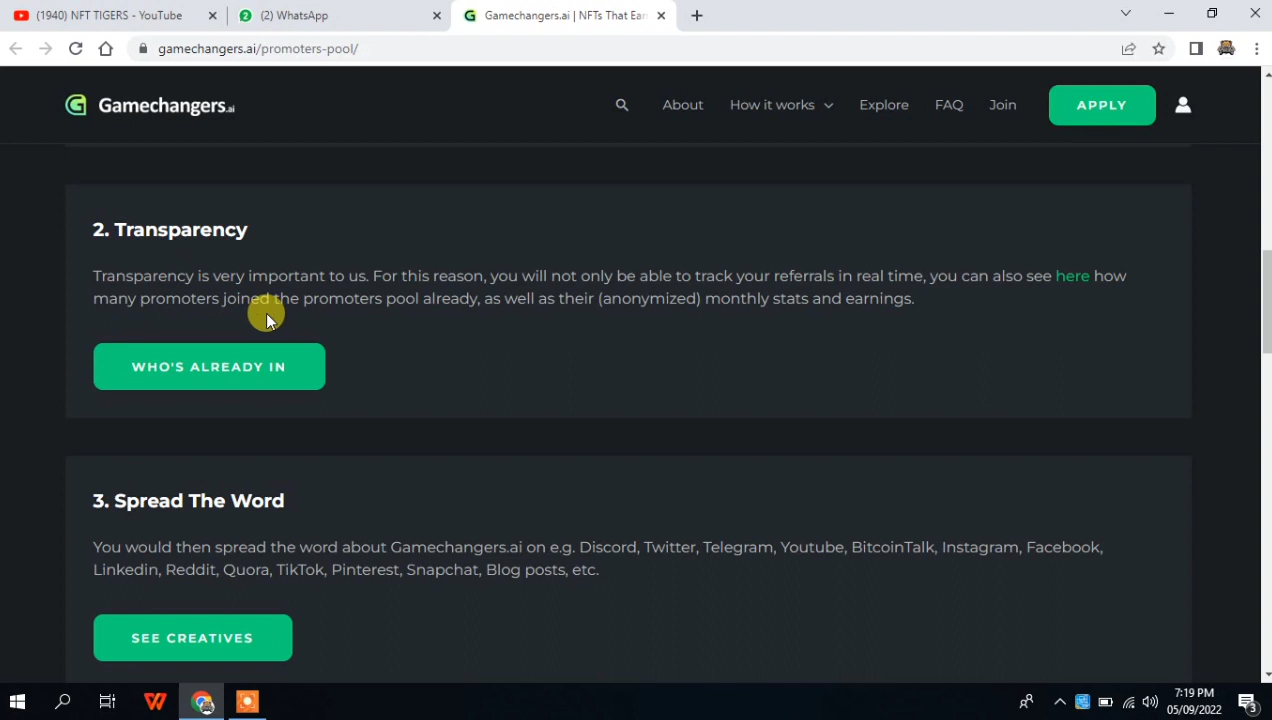 (1940) NFT TIGERS - YouTube
(2) WhatsApp
Gamechangers.ai | NFTs That Ear
gamechangers.ai/promoters-pool/
Gamechangers.ai
About
How it works
Explore
FAQ
Join
APPLY
2. Transparency
Transparency is very important to us. For this reason, you will not only be able to track your referrals in real time, you can also see here how
many promoters joined the promoters pool already, as well as their (anonymized) monthly stats and earnings.
WHO'S ALREADY IN
3. Spread The Word
You would then spread the word about Gamechangers.ai on e.g. Discord, Twitter, Telegram, Youtube, BitcoinTalk, Instagram, Facebook,
Linkedin, Reddit, Quora, TikTok, Pinterest, Snapchat, Blog posts, etc.
SEE CREATIVES
7:19 PM
05/09/2022
3